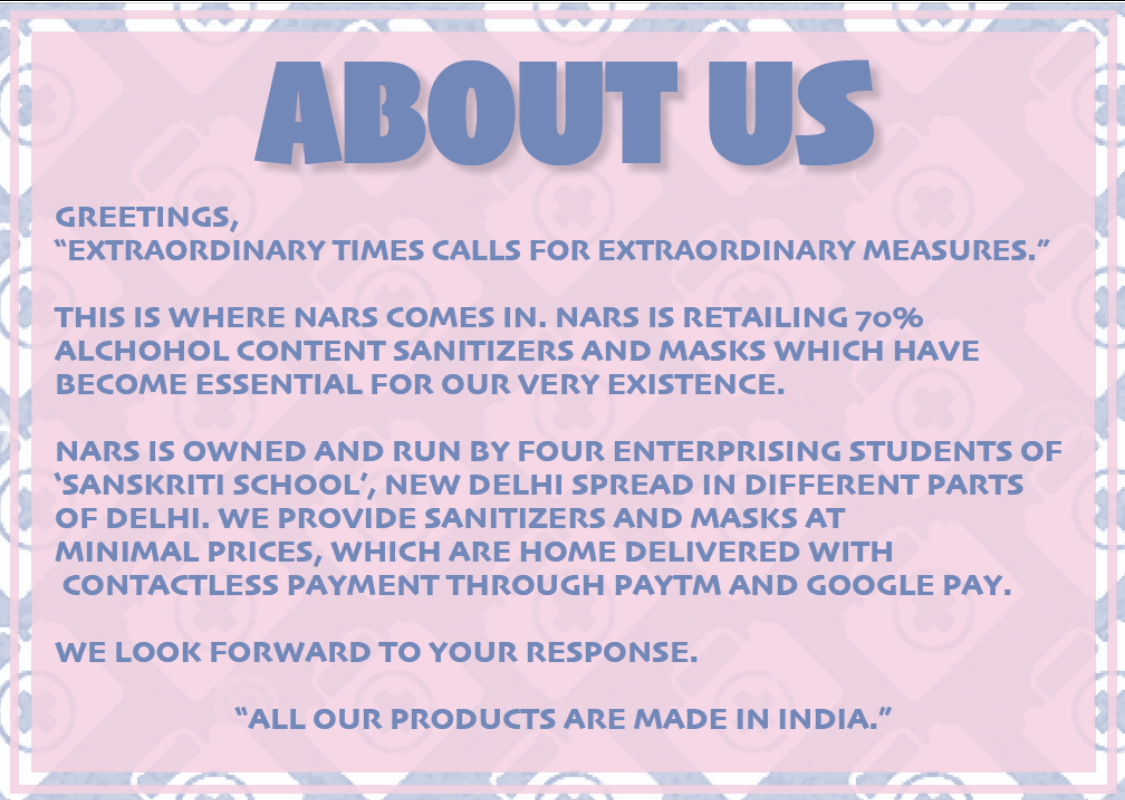 ABOUT US
GREETINGS,
“EXTRAORDINARY TIMES CALLS FOR EXTRAORDINARY MEASURES.”
THIS IS WHERE NARS COMES IN. NARS IS RETAILING 70%
ALCHOHOL CONTENT SANITIZERS AND MASKS WHICH HAVE
BECOME ESSENTIAL FOR OUR VERY EXISTENCE.
NARS IS OWNED AND RUN BY FOUR ENTERPRISING STUDENTS OF
‘SANSKRITI SCHOOL’, NEW DELHI SPREAD IN DIFFERENT PARTS
OF DELHI. WE PROVIDE SANITIZERS AND MASKS AT
MINIMAL PRICES, WHICH ARE HOME DELIVERED WITH
CONTACTLESS PAYMENT THROUGH PAYTM AND GOOGLE PAY.
WE LOOK FORWARD TO YOUR RESPONSE.
“ALL OUR PRODUCTS ARE MADE IN INDIA.”